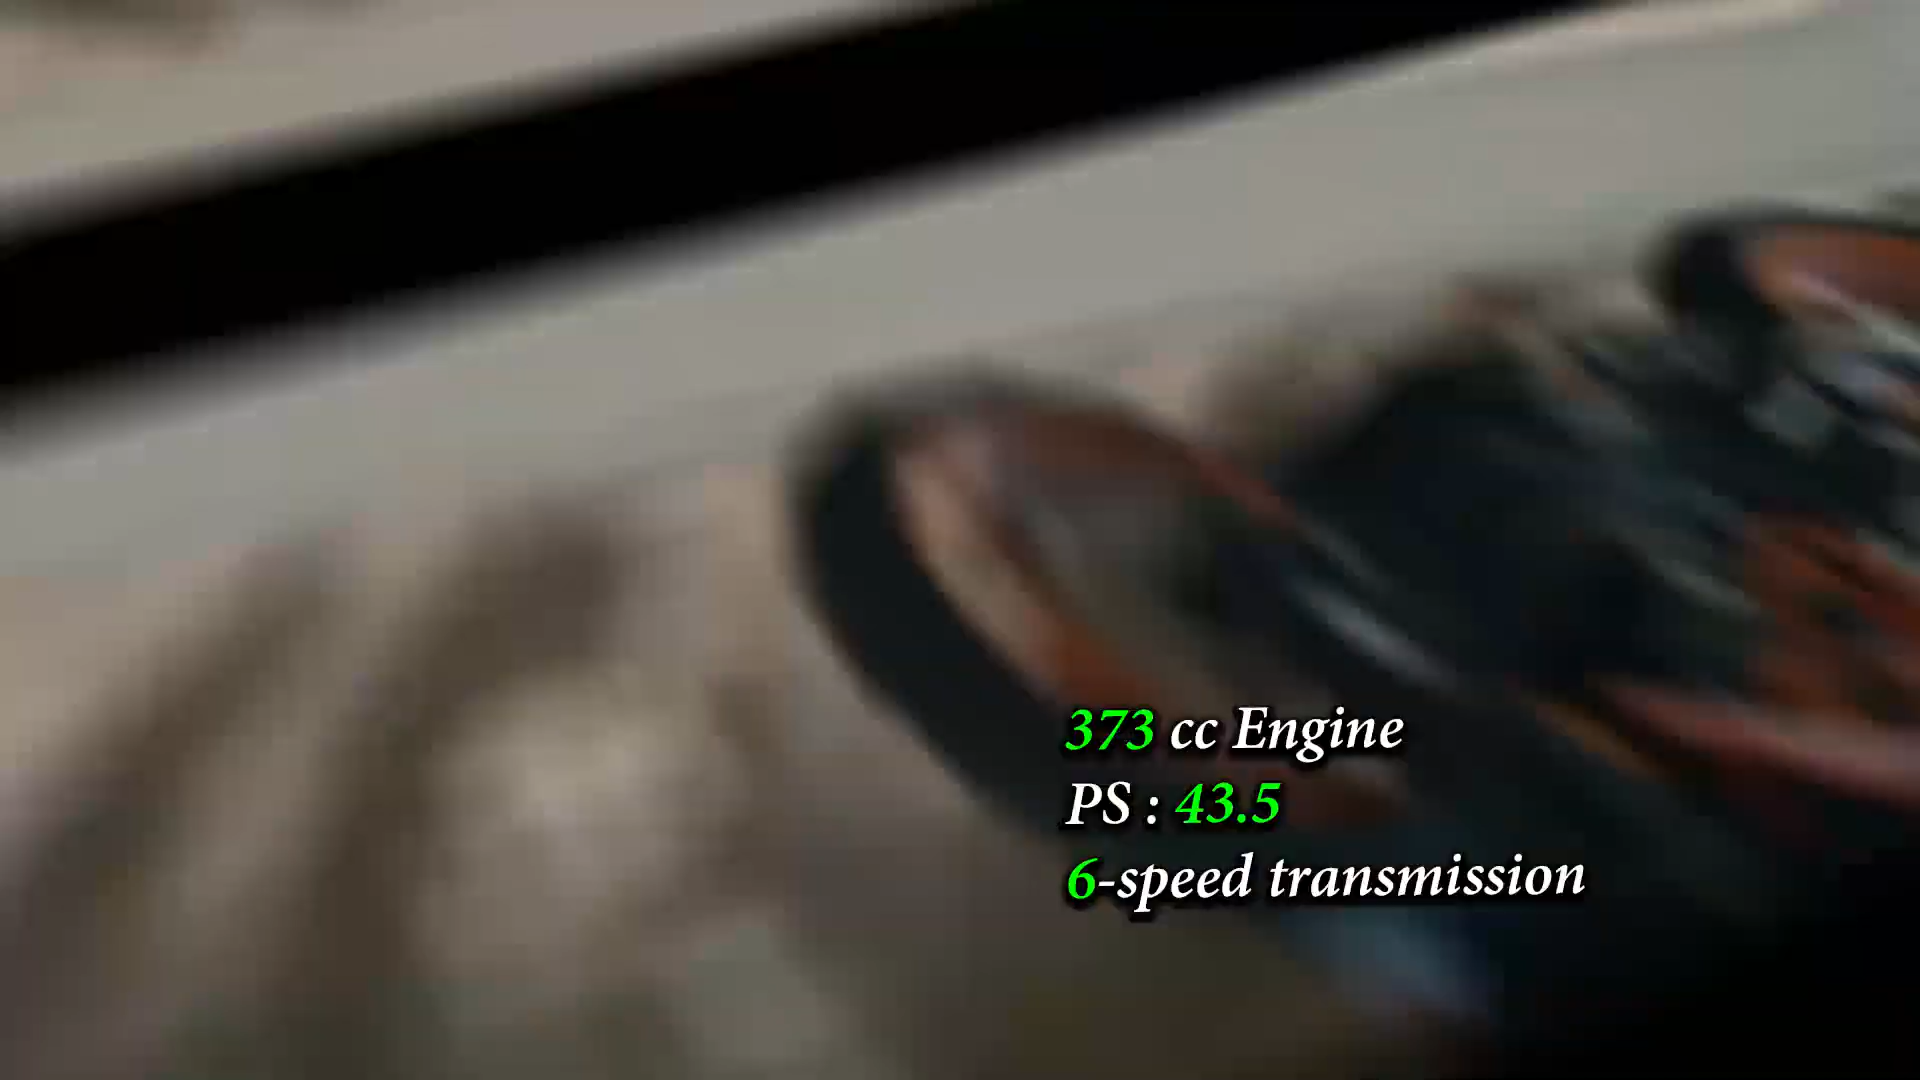 373 cc Engine
PS : 43.5
6-speed transmission